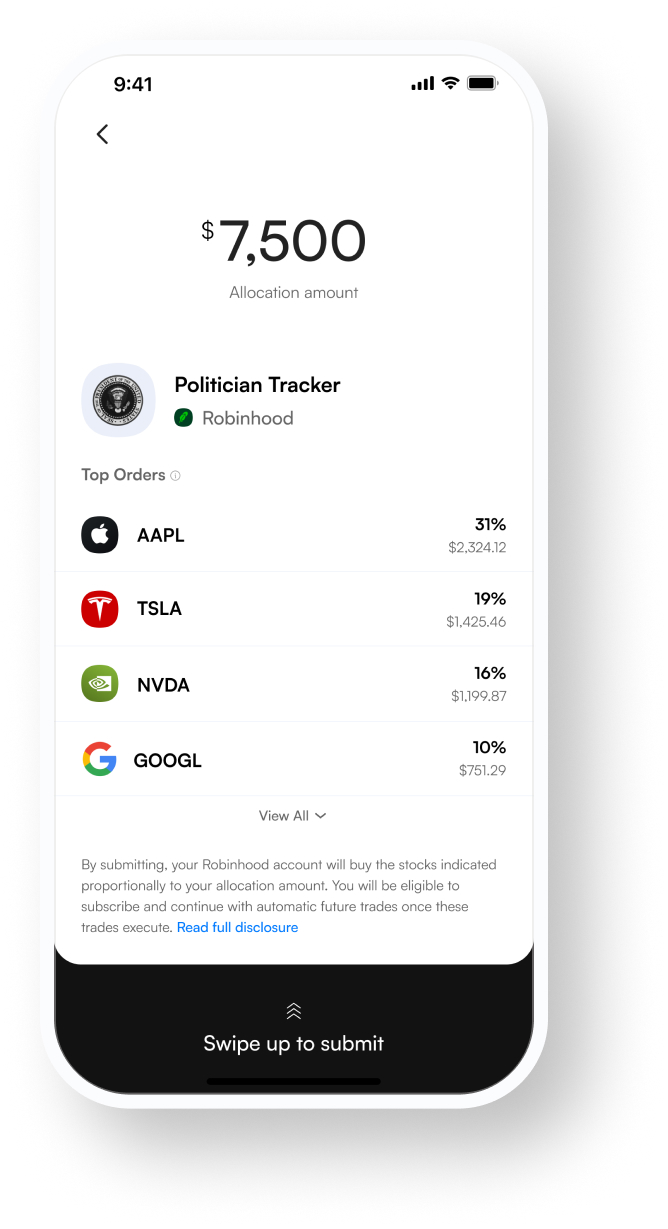 9:41
$7,500
Allocation amount
Politician Tracker
Robinhood
Top Orders
AAPL
31%
$2,324.12
TSLA
19%
$1,425.46
NVDA
16%
$1,199.87
GOOGL
10%
$751.29
View All
By submitting, your Robinhood account will buy the stocks indicated
proportionally to your allocation amount. You will be eligible to
subscribe and continue with automatic future trades once these
trades execute. Read full disclosure
Swipe up to submit